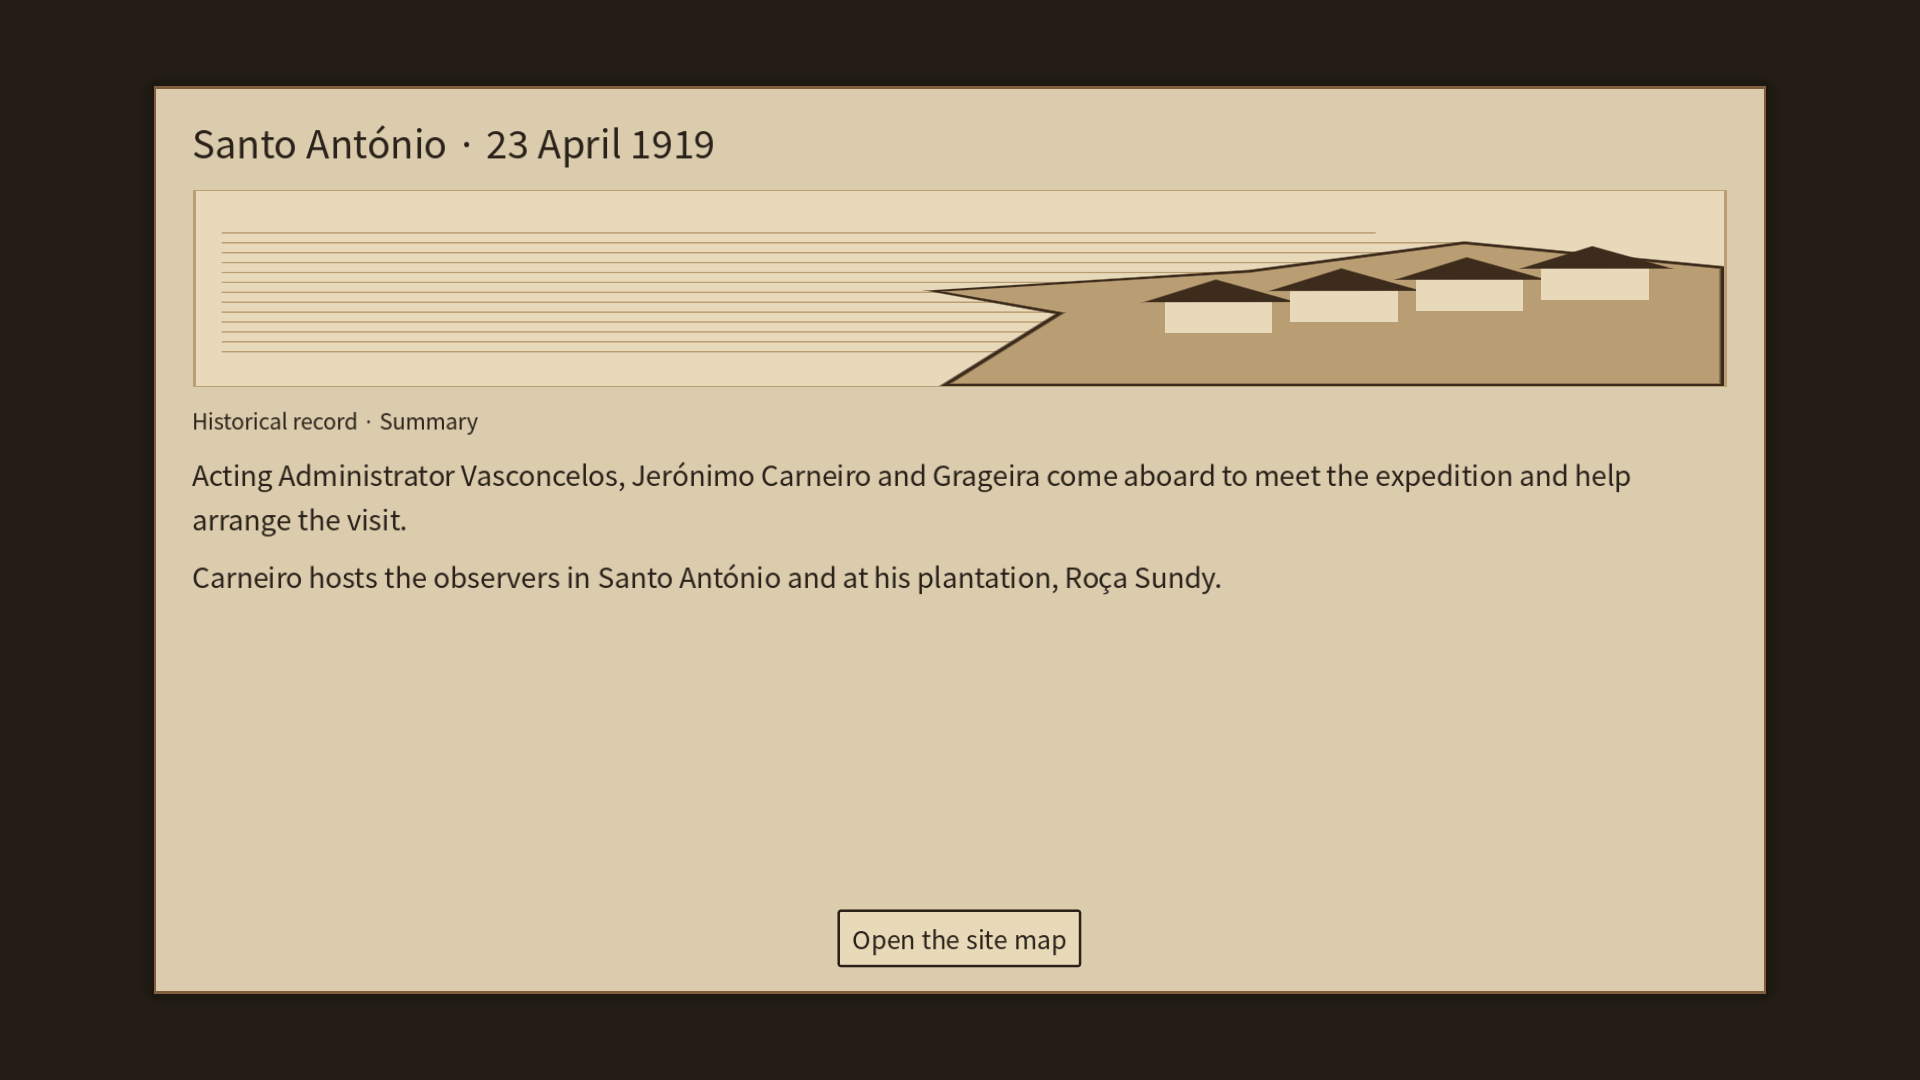 Santo António · 23 April 1919
Historical record · Summary
Acting Administrator Vasconcelos, Jerónimo Carneiro and Grageira come aboard to meet the expedition and help
arrange the visit.
Carneiro hosts the observers in Santo António and at his plantation, Roça Sundy.
Open the site map